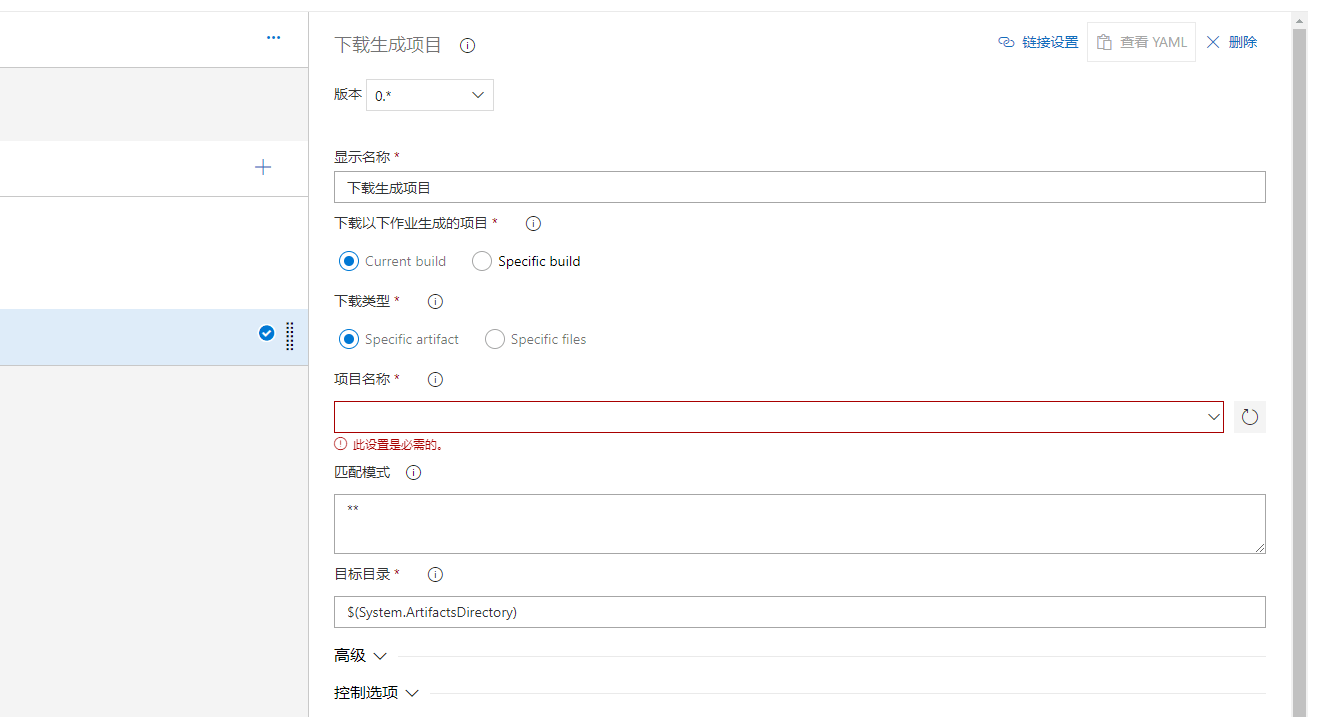 下载生成项目
链接设置
查看 YAML
删除
版本 0.*
显示名称 *
下载生成项目
下载以下作业生成的项目 *
Current build Specific build
下载类型 *
Specific artifact Specific files
项目名称 *
此设置是必需的。
匹配模式
**
目标目录 *
$(System.ArtifactsDirectory)
高级
控制选项